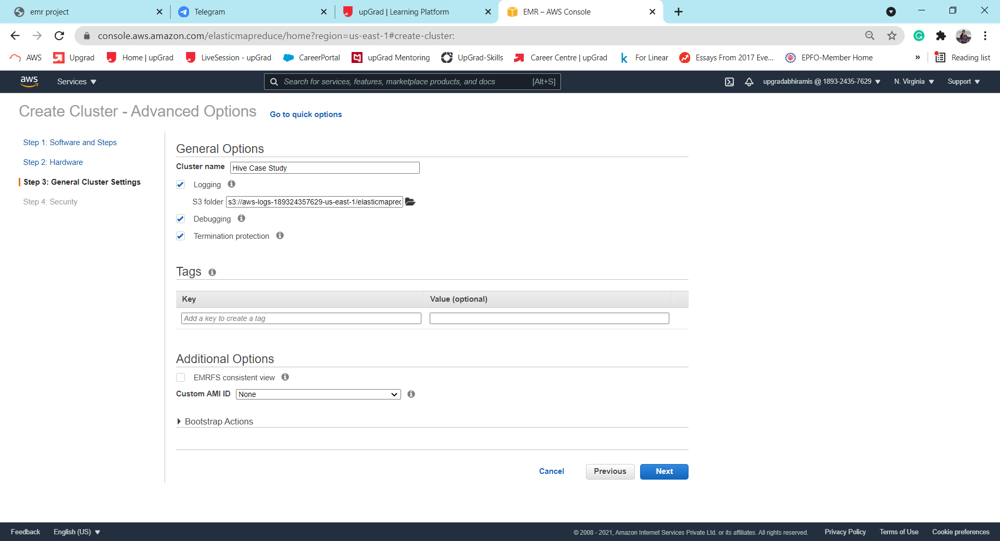 emr project
Telegram
upGrad | Learning Platform
EMR – AWS Console
console.aws.amazon.com/elasticmapreduce/home?region=us-east-1#create-cluster:
AWS
Upgrad
Home | upGrad
LiveSession - upGrad
CareerPortal
upGrad Mentoring
UpGrad-Skills
Career Centre | upGrad
For Linear
Essays From 2017 Eve...
EPFO-Member Home
»
Reading list
aws
Services
Search for services, features, marketplace products, and docs
[Alt+S]
upgradabhiramis @ 1893-2435-7629
N. Virginia
Support
Create Cluster - Advanced Options
Go to quick options
Step 1: Software and Steps
Step 2: Hardware
Step 3: General Cluster Settings
Step 4: Security
General Options
Cluster name
Hive Case Study
Logging
S3 folder
s3://aws-logs-189324357629-us-east-1/elasticmapred
Debugging
Termination protection
Tags
Key
Value (optional)
Add a key to create a tag
Additional Options
EMRFS consistent view
Custom AMI ID
None
Bootstrap Actions
Cancel
Previous
Next
Feedback
English (US)
© 2008 - 2021, Amazon Internet Services Private Ltd. or its affiliates. All rights reserved.
Privacy Policy
Terms of Use
Cookie preferences